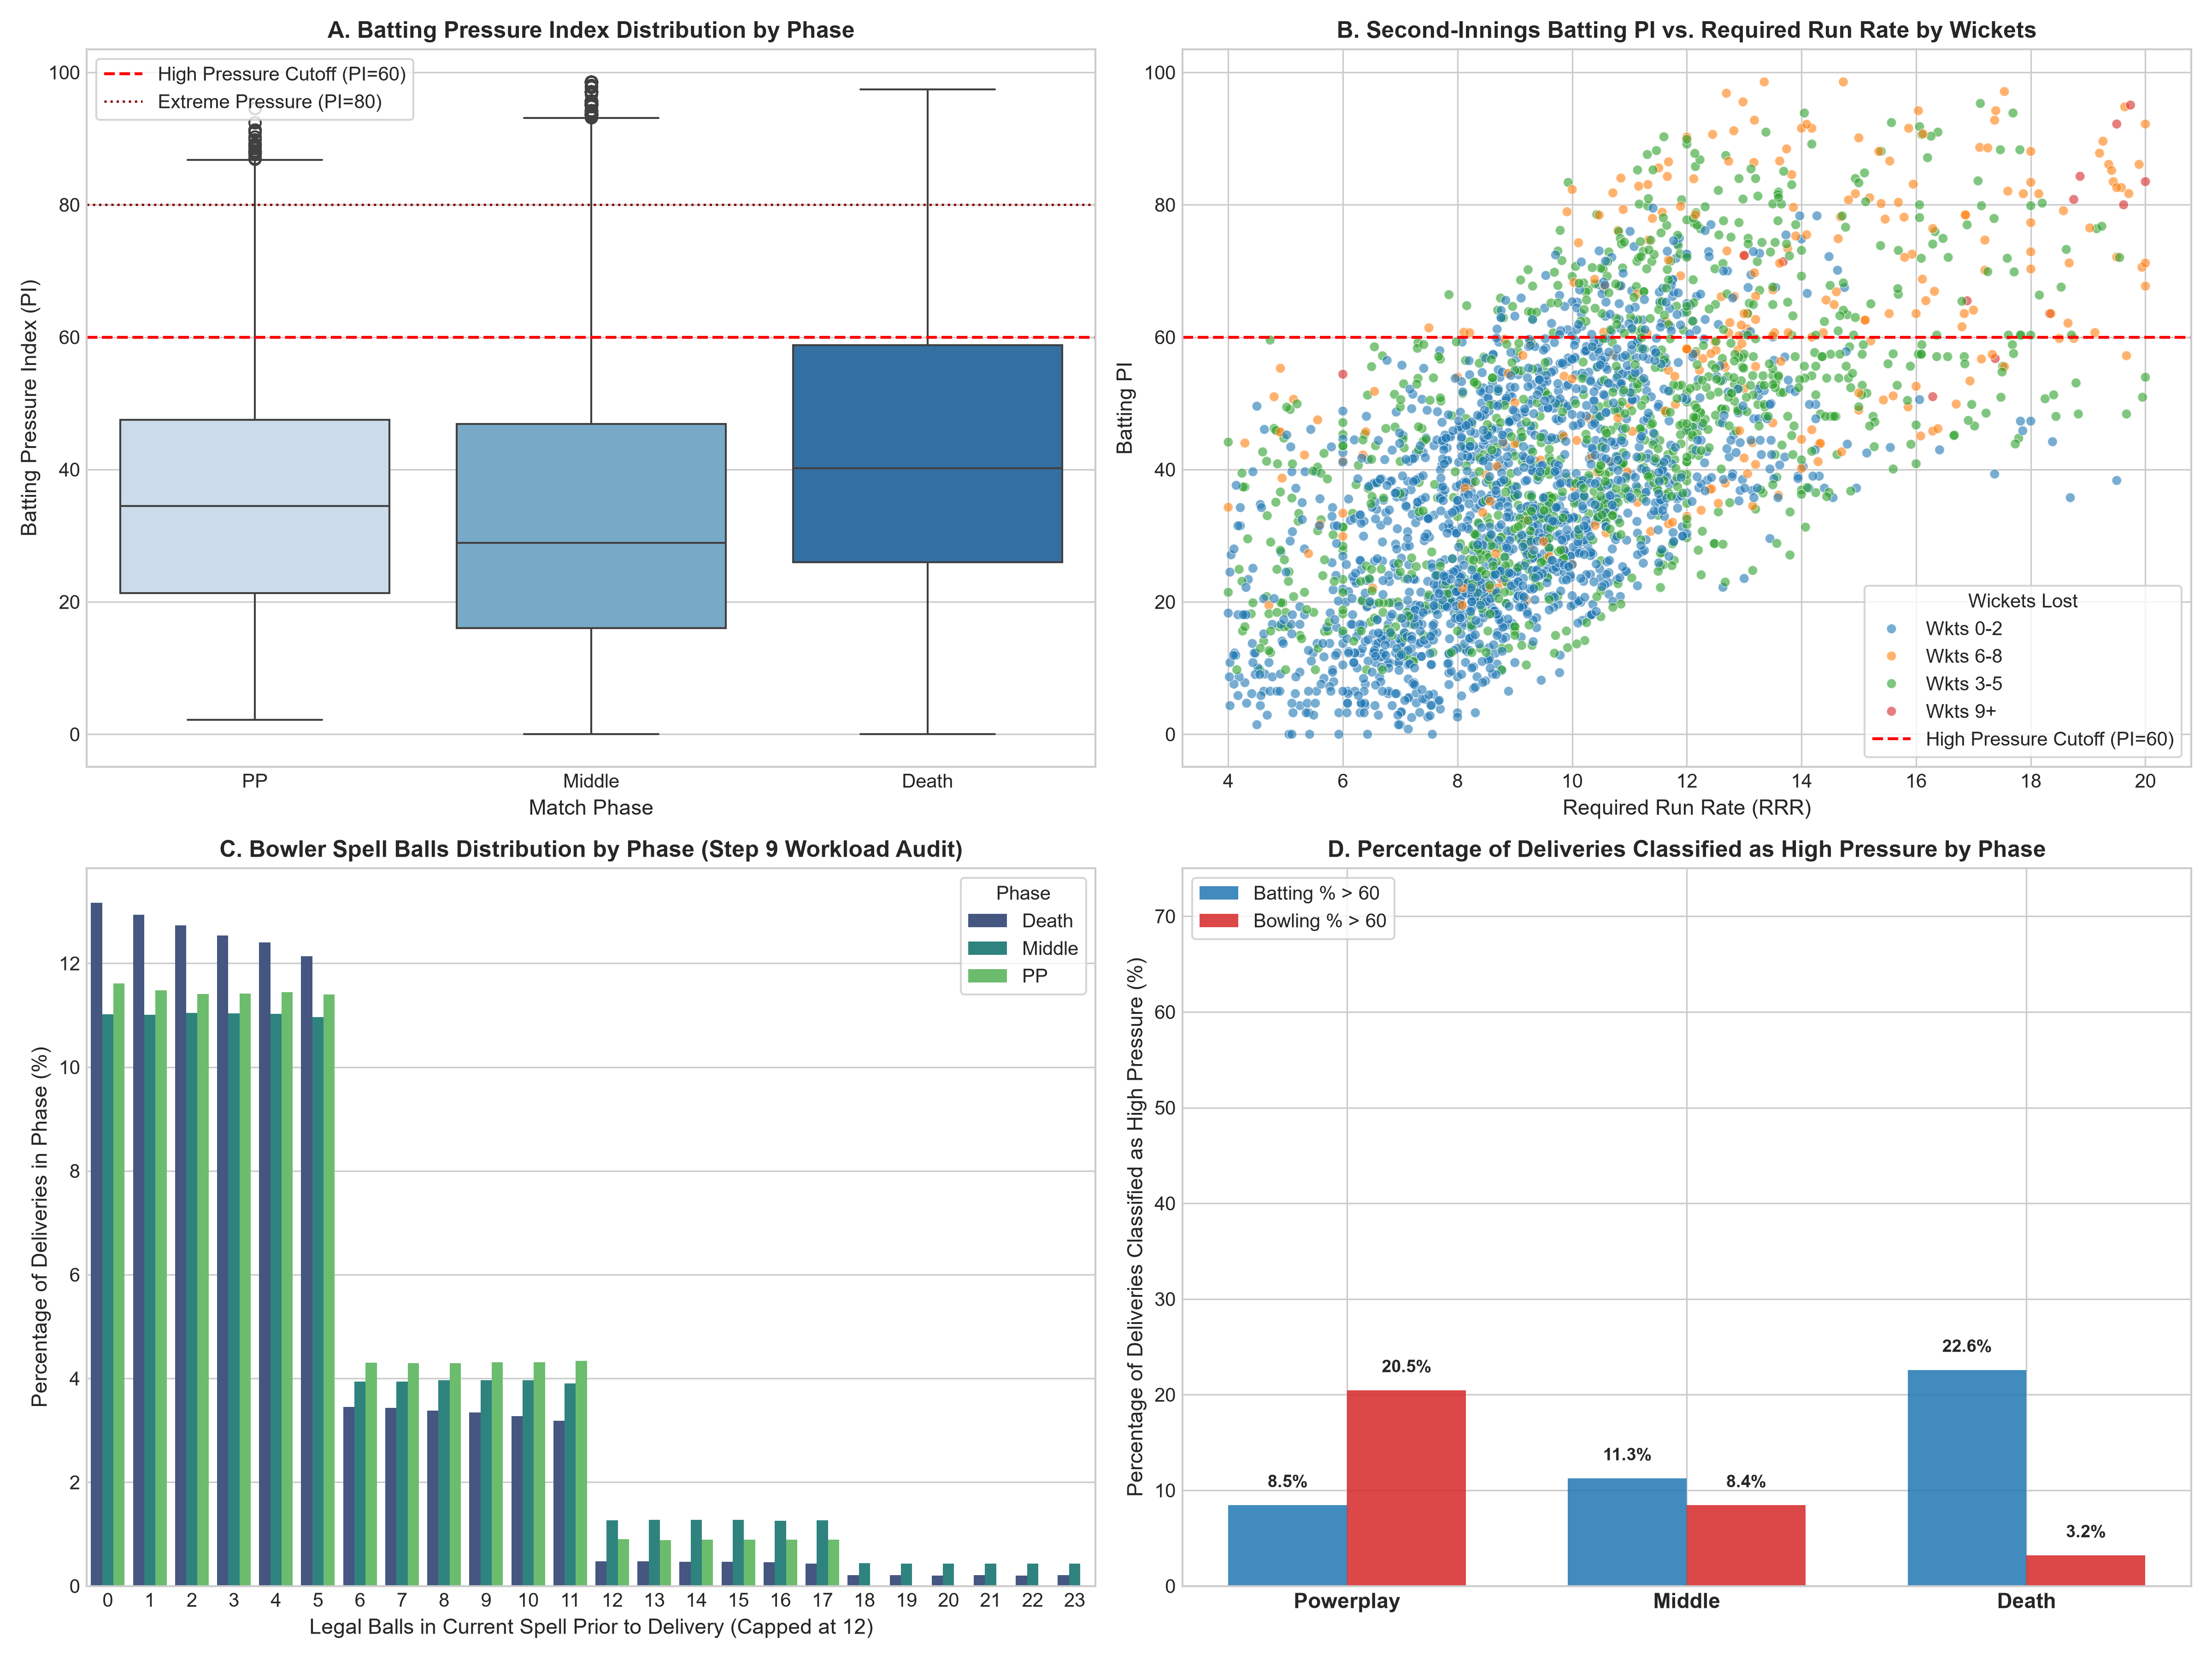 A. Batting Pressure Index Distribution by Phase
High Pressure Cutoff (PI=60)
Extreme Pressure (PI=80)
Batting Pressure Index (PI)
100
80
60
40
20
0
PP Middle Death
Match Phase
B. Second-Innings Batting PI vs. Required Run Rate by Wickets
Batting PI
100
80
60
40
20
0
Wickets Lost
Wkts 0-2
Wkts 6-8
Wkts 3-5
Wkts 9+
High Pressure Cutoff (PI=60)
4 6 8 10 12 14 16 18 20
Required Run Rate (RRR)
C. Bowler Spell Balls Distribution by Phase (Step 9 Workload Audit)
Phase
Death
Middle
PP
Percentage of Deliveries in Phase (%)
12
10
8
6
4
2
0
0 1 2 3 4 5 6 7 8 9 10 11 12 13 14 15 16 17 18 19 20 21 22 23
Legal Balls in Current Spell Prior to Delivery (Capped at 12)
D. Percentage of Deliveries Classified as High Pressure by Phase
Batting % > 60
Bowling % > 60
Percentage of Deliveries Classified as High Pressure (%)
70
60
50
40
30
20
10
0
8.5%
20.5%
11.3%
8.4%
22.6%
3.2%
Powerplay Middle Death